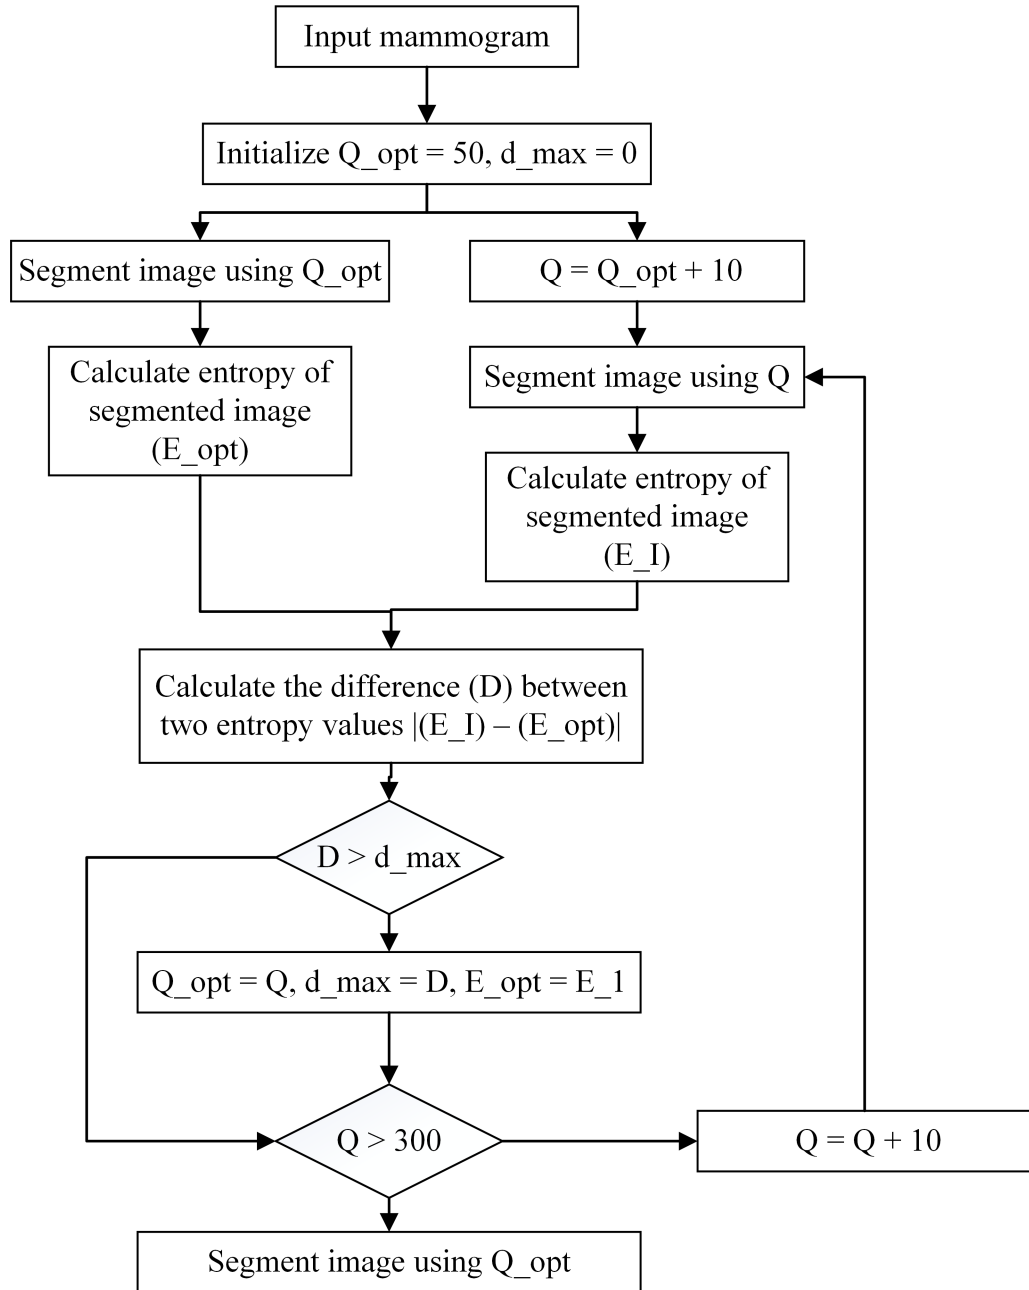 Input mammogram
Initialize Q_opt = 50, d_max = 0
Segment image using Q_opt
Q = Q_opt + 10
Calculate entropy of
segmented image
(E_opt)
Segment image using Q
Calculate entropy of
segmented image
(E_I)
Calculate the difference (D) between
two entropy values |(E_I) – (E_opt)|
D > d_max
Q_opt = Q, d_max = D, E_opt = E_1
Q > 300
Q = Q + 10
Segment image using Q_opt